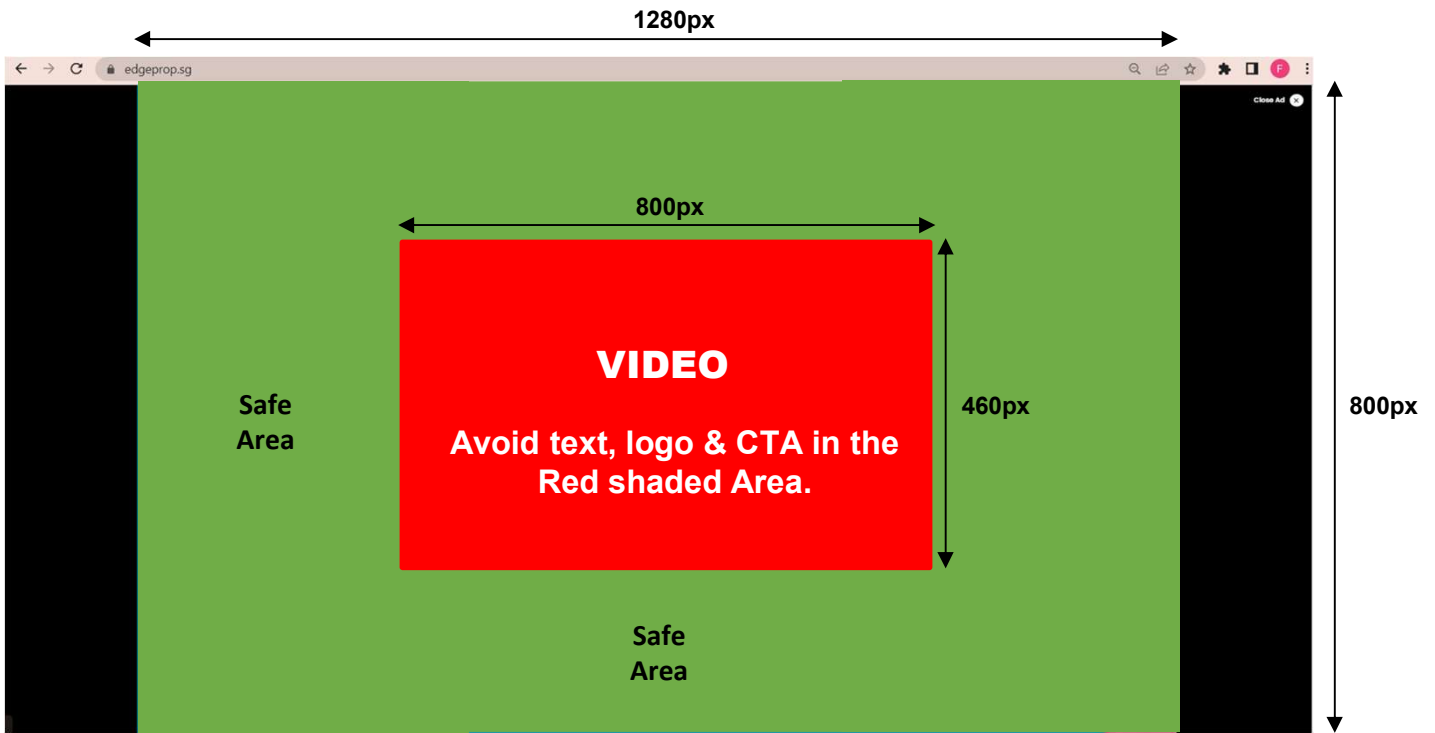 1280px
edgeprop.sg
F
Close Ad
800px
VIDEO
Safe
Area
460px
800px
Avoid text, logo & CTA in the
Red shaded Area.
Safe
Area